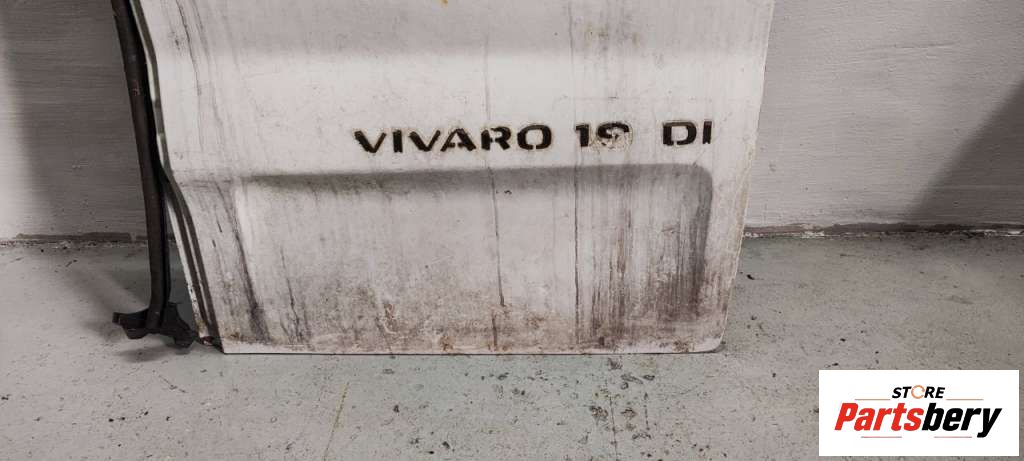 VIVARO 19 DI
STORE
Partsbery